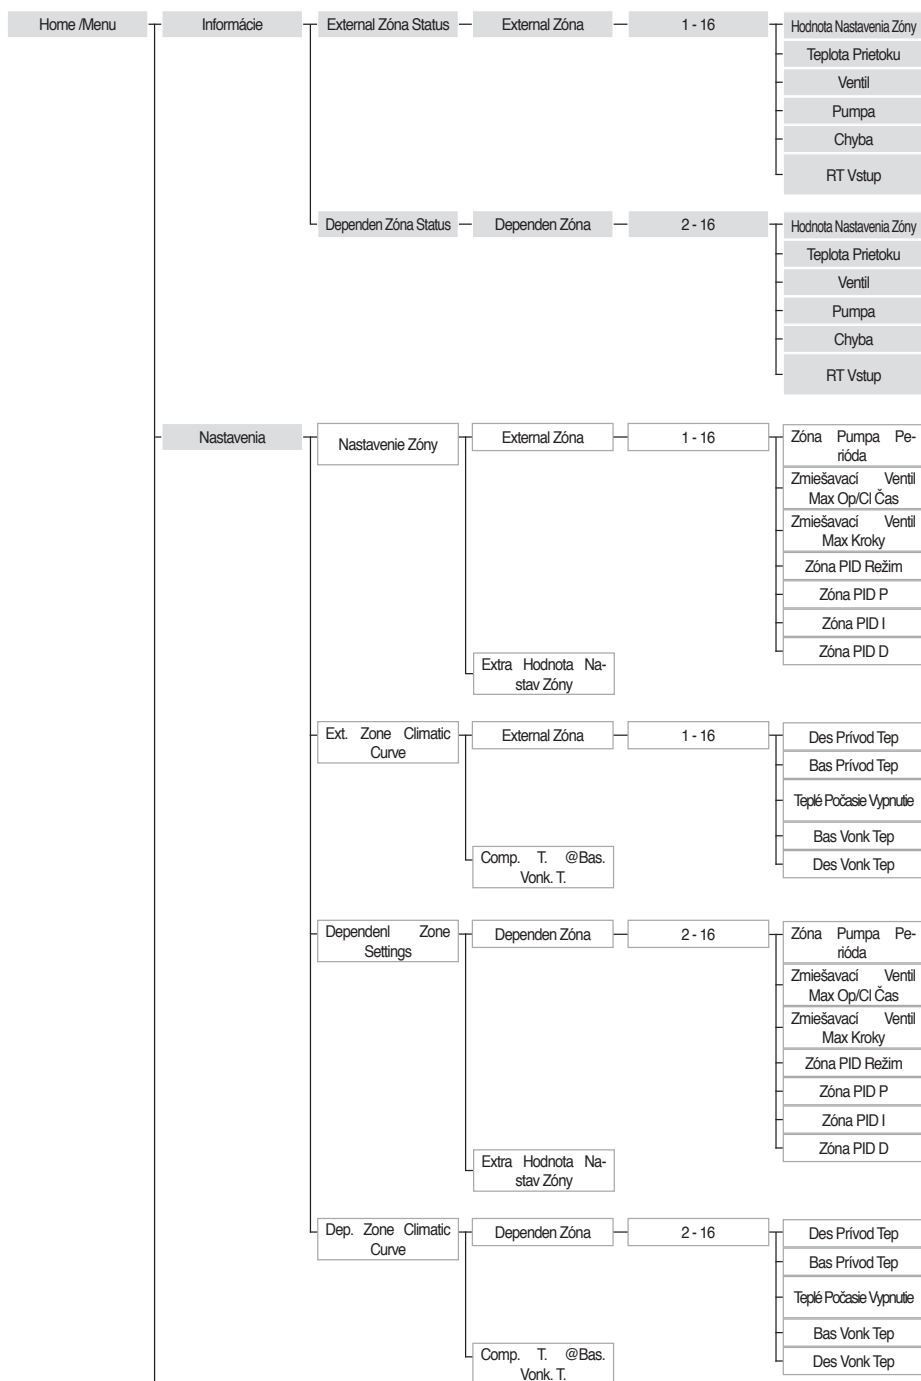 Home /Menu
Informácie
External Zóna Status
External Zóna
1 - 16
Hodnota Nastavenia Zóny
Teplota Prietoku
Ventil
Pumpa
Chyba
RT Vstup
Dependen Zóna Status
Dependen Zóna
2 - 16
Hodnota Nastavenia Zóny
Teplota Prietoku
Ventil
Pumpa
Chyba
RT Vstup
Nastavenia
Nastavenie Zóny
External Zóna
1 - 16
Zóna Pumpa Pe-
rióda
Zmiešavací Ventil
Max Op/Cl Čas
Zmiešavací Ventil
Max Kroky
Zóna PID Režim
Zóna PID P
Zóna PID I
Zóna PID D
Extra Hodnota Na-
stav Zóny
Ext. Zone Climatic
Curve
External Zóna
1 - 16
Des Prívod Tep
Bas Prívod Tep
Teplé Počasie Vypnutie
Bas Vonk Tep
Des Vonk Tep
Comp. T. @Bas.
Vonk. T.
Dependenl Zone
Settings
Dependen Zóna
2 - 16
Zóna Pumpa Pe-
rióda
Zmiešavací Ventil
Max Op/Cl Čas
Zmiešavací Ventil
Max Kroky
Zóna PID Režim
Zóna PID P
Zóna PID I
Zóna PID D
Extra Hodnota Na-
stav Zóny
Dep. Zone Climatic
Curve
Dependen Zóna
2 - 16
Des Prívod Tep
Bas Prívod Tep
Teplé Počasie Vypnutie
Bas Vonk Tep
Des Vonk Tep
Comp. T. @Bas.
Vonk. T.